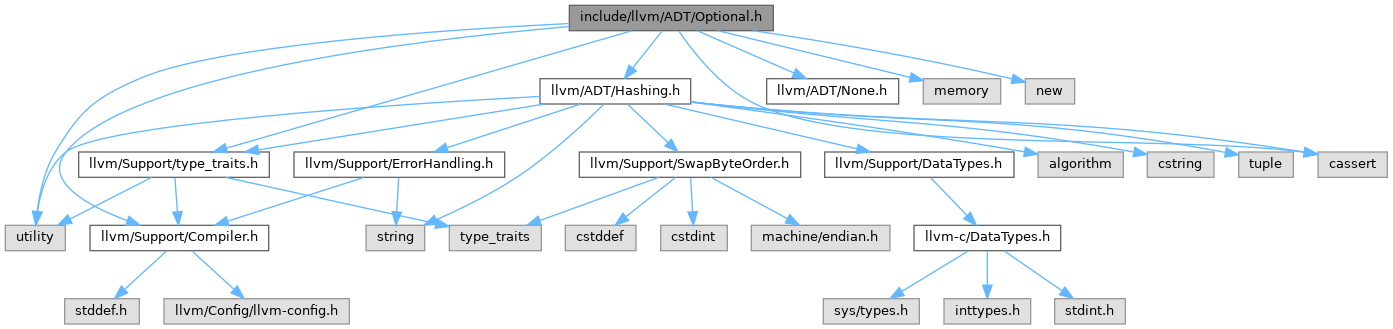 include/llvm/ADT/Optional.h
llvm/ADT/Hashing.h
llvm/ADT/None.h
memory
new
llvm/Support/type_traits.h
llvm/Support/ErrorHandling.h
llvm/Support/SwapByteOrder.h
llvm/Support/DataTypes.h
algorithm
cstring
tuple
cassert
utility
llvm/Support/Compiler.h
string
type_traits
cstddef
cstdint
machine/endian.h
llvm-c/DataTypes.h
stddef.h
llvm/Config/llvm-config.h
sys/types.h
inttypes.h
stdint.h